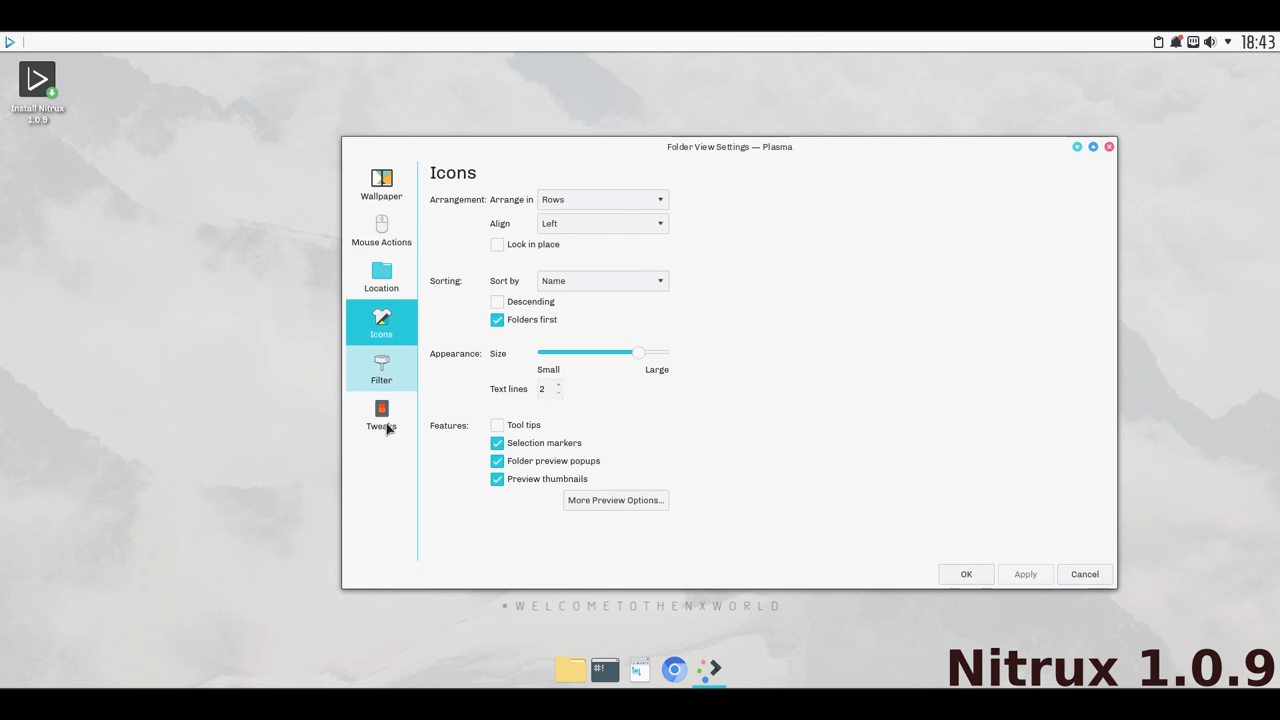 18:43
Install Nitrux
1.0.9
Folder View Settings — Plasma
Wallpaper
Mouse Actions
Location
Icons
Filter
Tweaks
Icons
Arrangement: Arrange in Rows
Align Left
Lock in place
Sorting: Sort by Name
Descending
Folders first
Appearance: Size
Small Large
Text lines 2
Features: Tool tips
Selection markers
Folder preview popups
Preview thumbnails
More Preview Options...
OK Apply Cancel
#WELCOMETOTHENXWORLD
#!
Nitrux 1.0.9